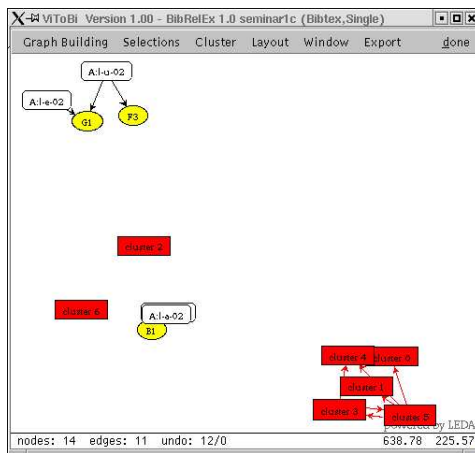 ViToBi Version 1.00 - BibRelEx 1.0 seminar1c (Bibtex,Single)
Graph Building Selections Cluster Layout Window Export done
A:l-u-02
A:l-e-02
G1
F3
cluster 2
cluster 6
A:l-a-02
B1
cluster 4
cluster 0
cluster 1
cluster 3
cluster 5
powered by LEDA
nodes: 14 edges: 11 undo: 12/0 638.78 225.57